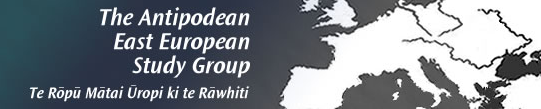 The Antipodean
East European
Study Group
Te Rōpū Mātai Ūropi ki te Rāwhiti